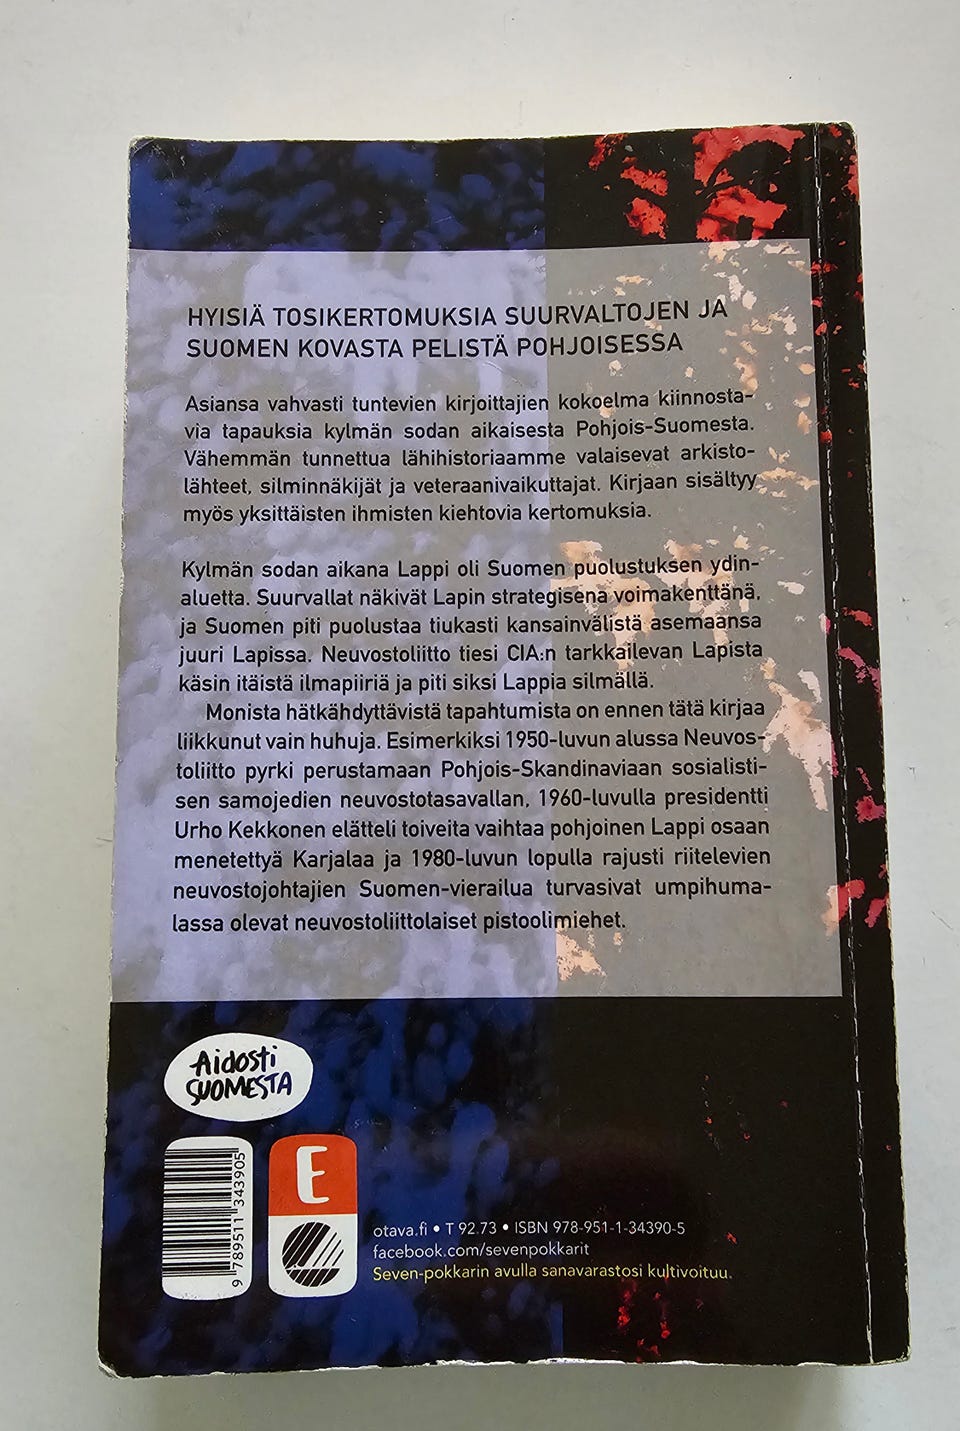 HYISIÄ TOSIKERTOMUKSIA SUURVALTOJEN JA
SUOMEN KOVASTA PELISTÄ POHJOISESSA
Asiansa vahvasti tuntevien kirjoittajien kokoelma kiinnosta-
via tapauksia kylmän sodan aikaisesta Pohjois-Suomesta.
Vähemmän tunnettua lähihistoriaamme valaisevat arkisto-
lähteet, silminnäkijät ja veteraanivaikuttajat. Kirjaan sisältyy
myös yksittäisten ihmisten kiehtovia kertomuksia.
Kylmän sodan aikana Lappi oli Suomen puolustuksen ydin-
aluetta. Suurvallat näkivät Lapin strategisena voimakenttänä,
ja Suomen piti puolustaa tiukasti kansainvälistä asemaansa
juuri Lapissa. Neuvostoliitto tiesi CIA:n tarkkailevan Lapista
käsin itäistä ilmapiiriä ja piti siksi Lappia silmällä.
Monista hätkähdyttävistä tapahtumista on ennen tätä kirjaa
liikkunut vain huhuja. Esimerkiksi 1950-luvun alussa Neuvos-
toliitto pyrki perustamaan Pohjois-Skandinaviaan sosialisti-
sen samojedien neuvostotasavallan, 1960-luvulla presidentti
Urho Kekkonen elätteli toiveita vaihtaa pohjoinen Lappi osaan
menetettyä Karjalaa ja 1980-luvun lopulla rajusti riitelevien
neuvostojohtajien Suomen-vierailua turvasivat umpihuma-
lassa olevat neuvostoliittolaiset pistoolimiehet.
Aidosti
SUOMESTA
9 789511 343905
E
otava.fi • T 92.73 • ISBN 978-951-1-34390-5
facebook.com/sevenpokkarit
Seven-pokkarin avulla sanavarastosi kultivoituu.